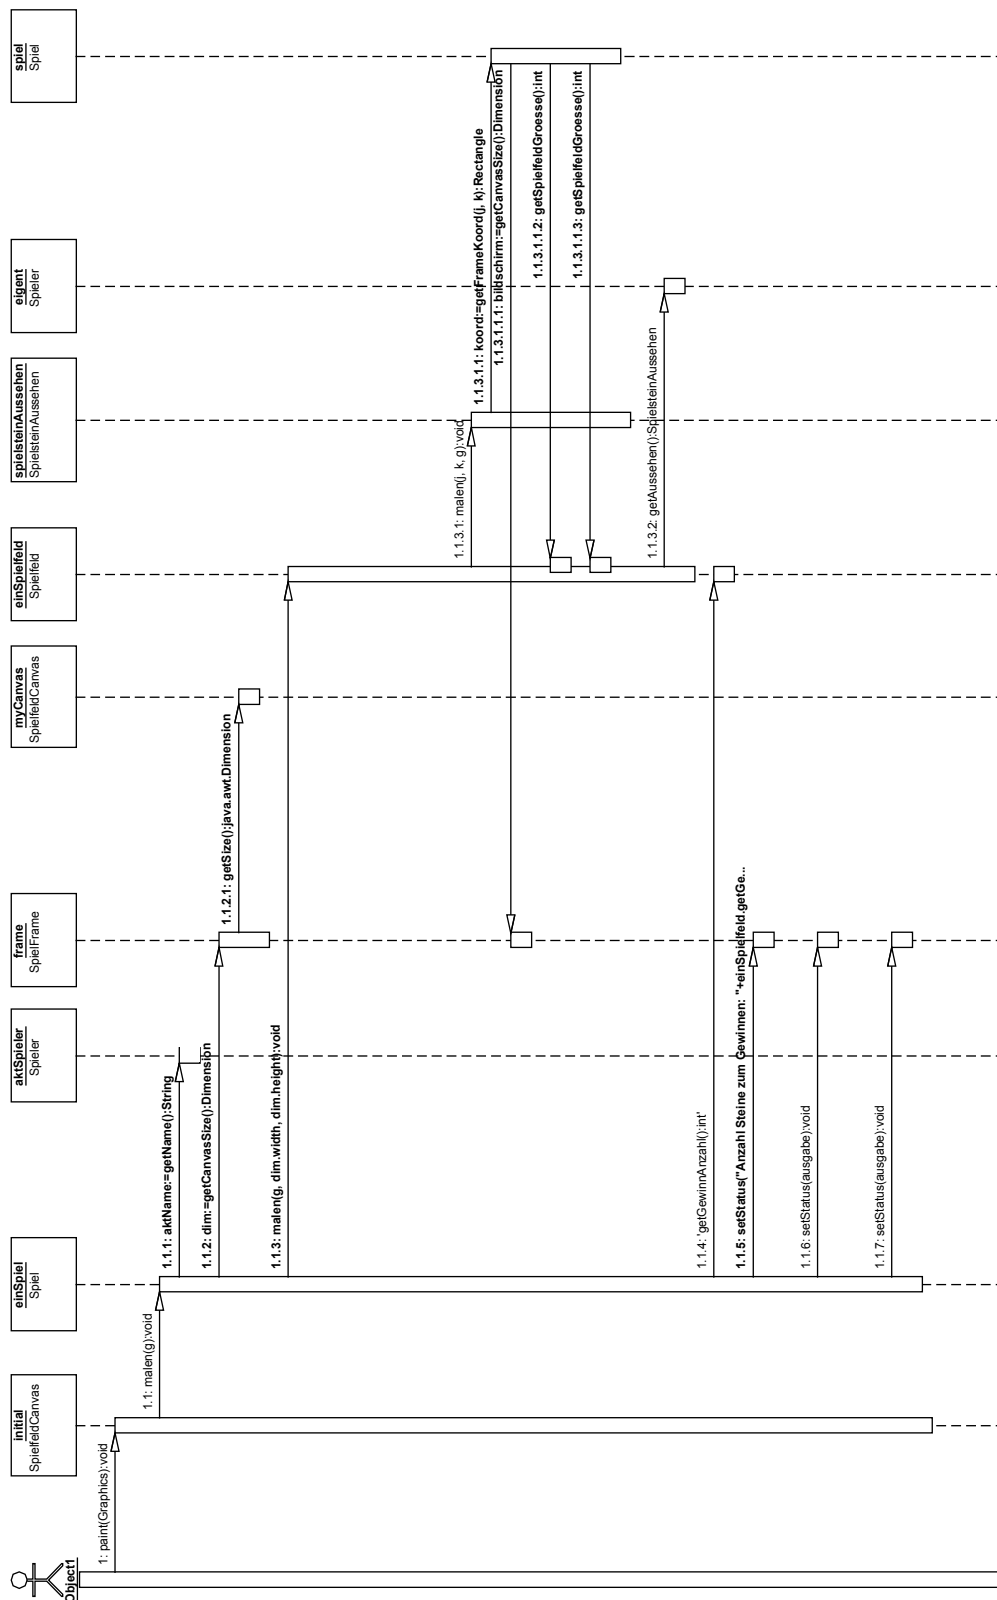 Object1
initial
SpielfeldCanvas
einSpiel
Spiel
aktSpieler
Spieler
frame
SpielFrame
myCanvas
SpielfeldCanvas
einSpielfeld
Spielfeld
spielsteinAussehen
SpielsteinAussehen
eigent
Spieler
spiel
Spiel
1: paint(Graphics):void
1.1: malen(g):void
1.1.1: aktName:=getName():String
1.1.2: dim:=getCanvasSize():Dimension
1.1.2.1: getSize():java.awt.Dimension
1.1.3: malen(g, dim.width, dim.height):void
1.1.3.1: malen(j, k, g):void
1.1.3.1.1: koord:=getFrameKoord(j, k):Rectangle
1.1.3.1.1.1: bildschirm:=getCanvasSize():Dimension
1.1.3.1.1.2: getSpielfeldGroesse():int
1.1.3.1.1.3: getSpielfeldGroesse():int
1.1.3.2: getAussehen():SpielsteinAussehen
1.1.4: 'getGewinnAnzahl():int'
1.1.5: setStatus("Anzahl Steine zum Gewinnen: "+einSpielfeld.getGe...
1.1.6: setStatus(ausgabe):void
1.1.7: setStatus(ausgabe):void